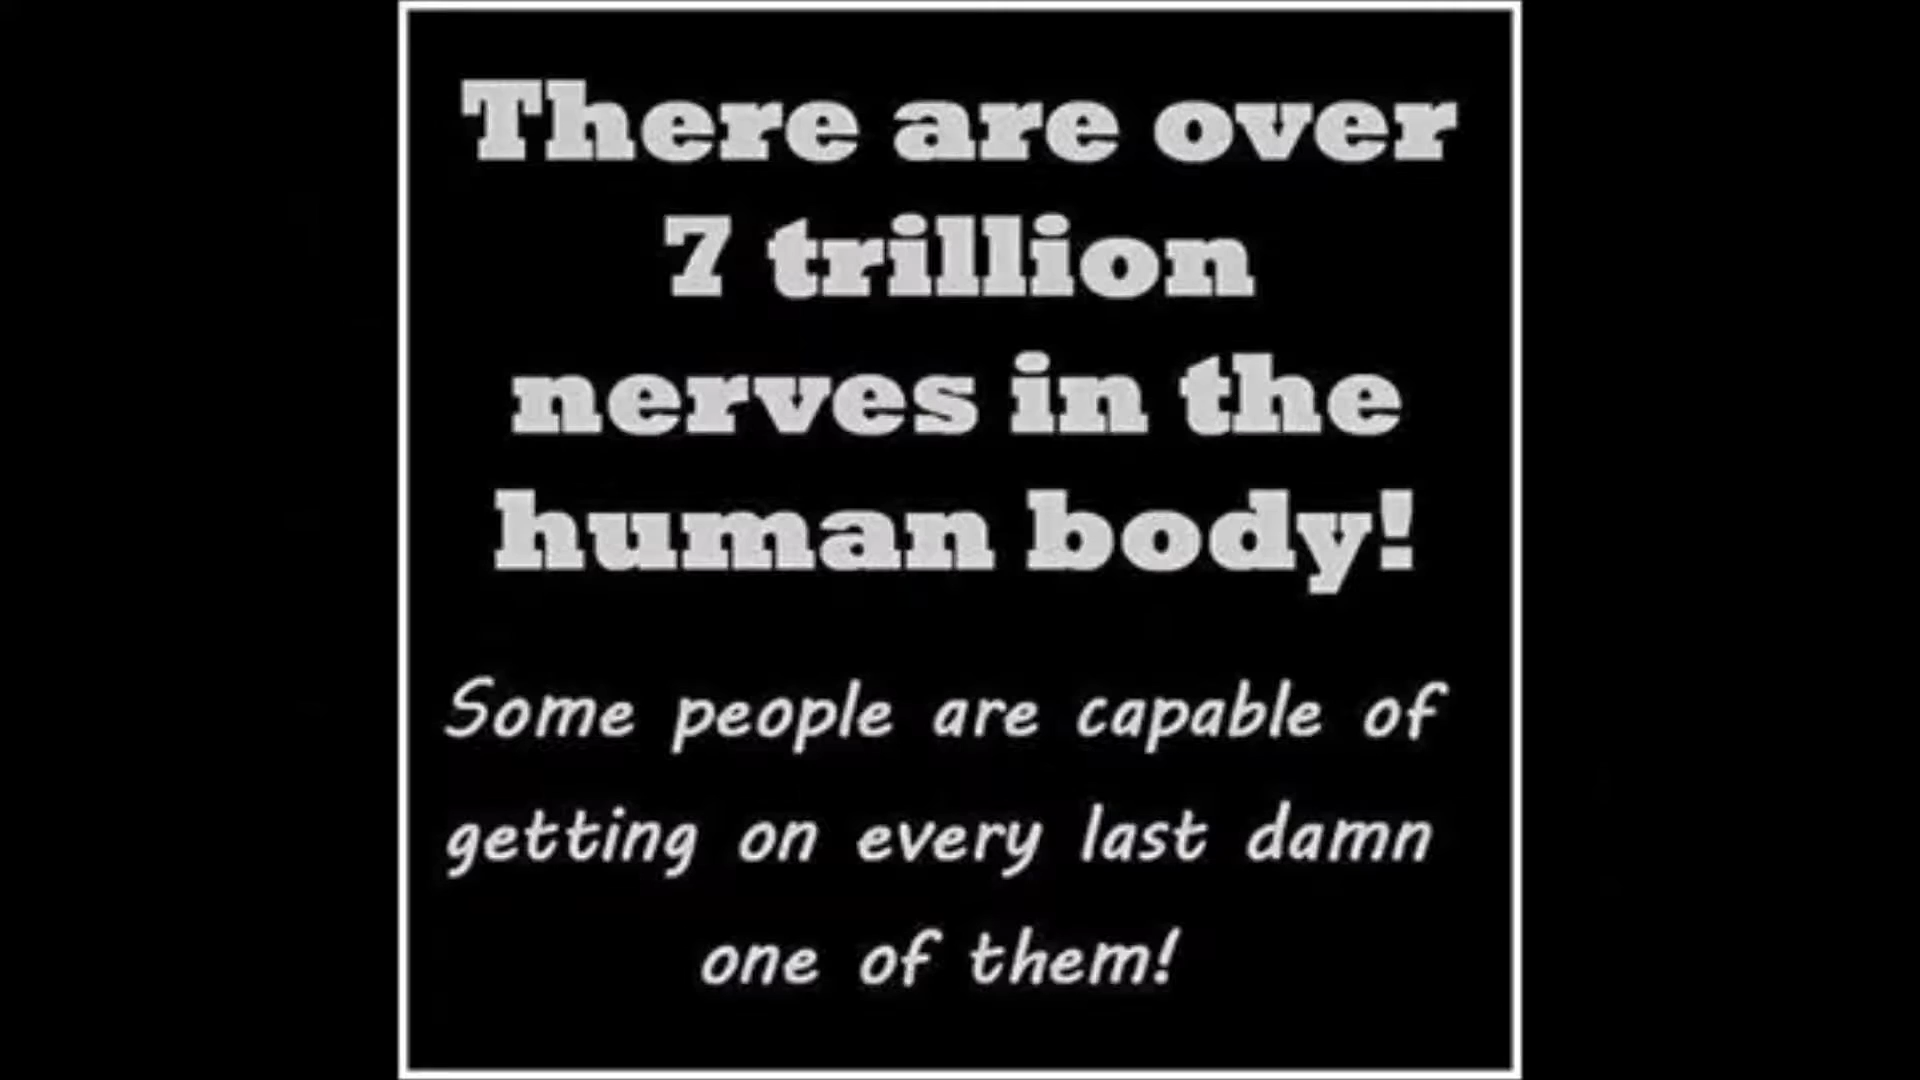 There are over
7 trillion
nerves in the
human body!
Some people are capable of
getting on every last damn
one of them!